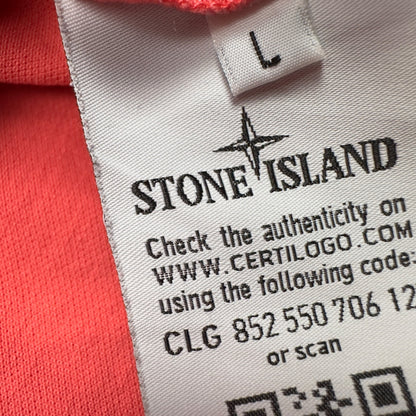 L
STONE ISLAND
Check the authenticity on
WWW.CERTILOGO.COM
using the following code:
CLG 852 550 706 12
or scan